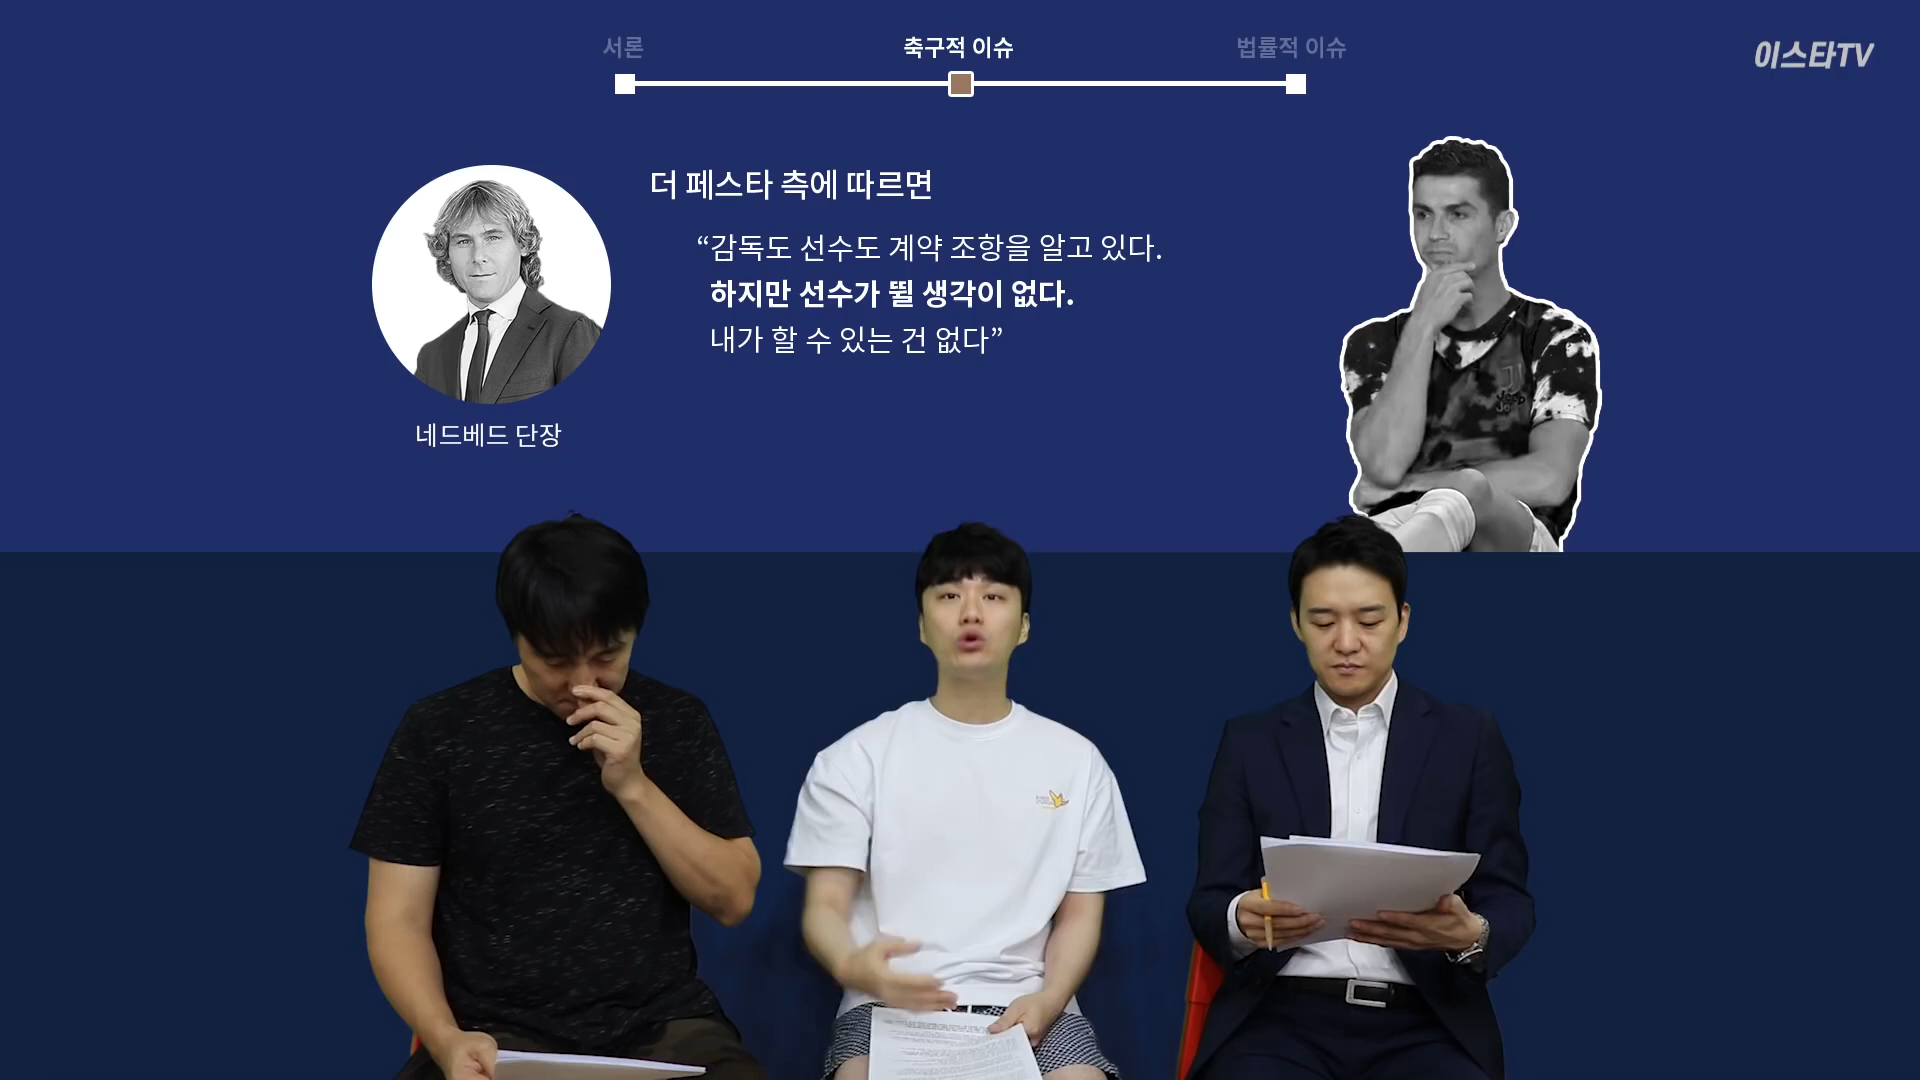 서론
축구적 이슈
법률적 이슈
이스타TV
더 페스타 측에 따르면
“감독도 선수도 계약 조항을 알고 있다.
하지만 선수가 뛸 생각이 없다.
내가 할 수 있는 건 없다”
네드베드 단장